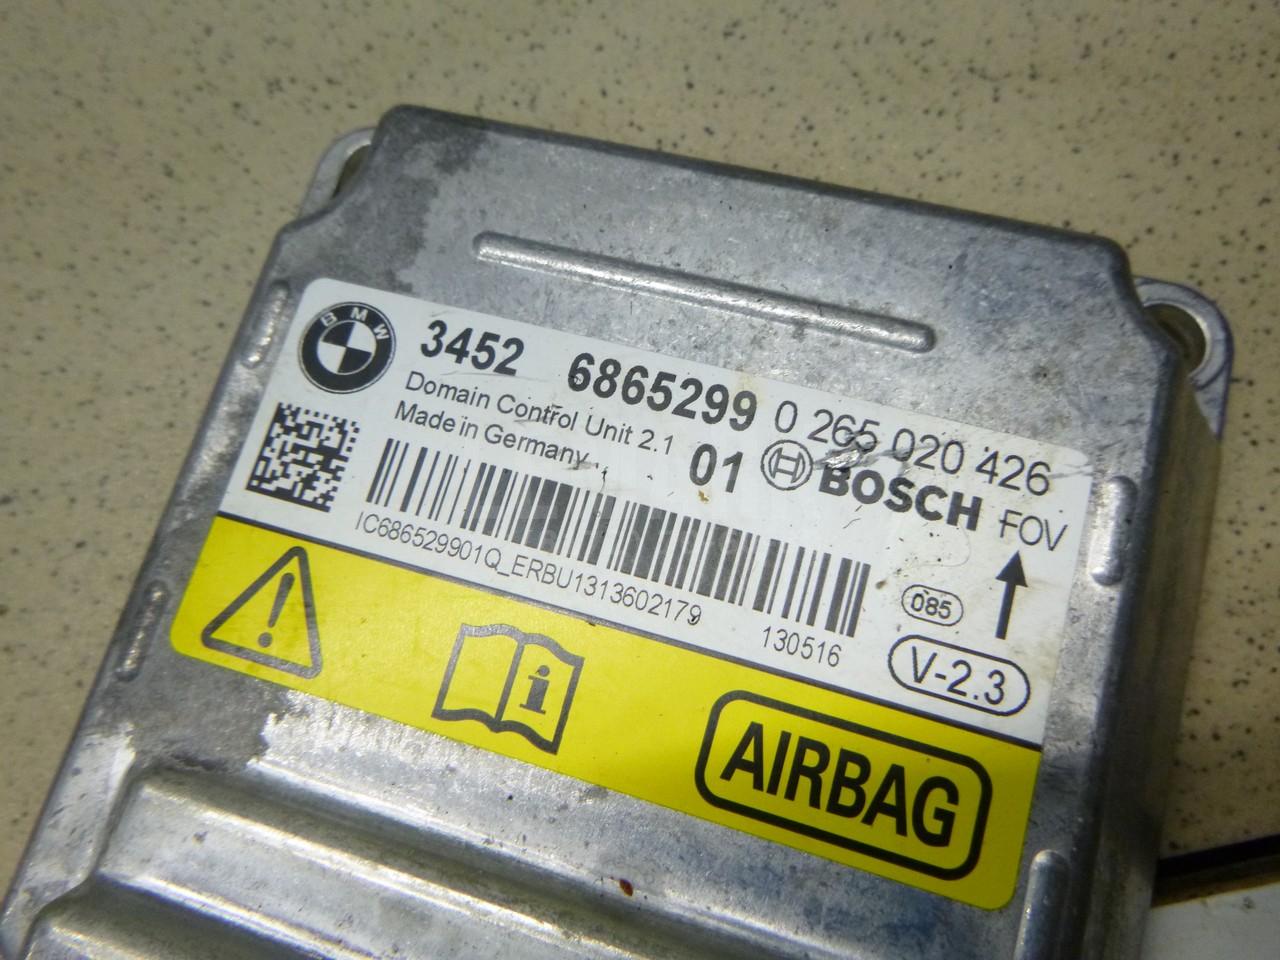 BMW
3452 6865299 0 265 020 426
Domain Control Unit 2.1 01 BOSCH FOV
Made in Germany
IC686529901Q_ERBU1313602179 130516
085
V-2.3
AIRBAG